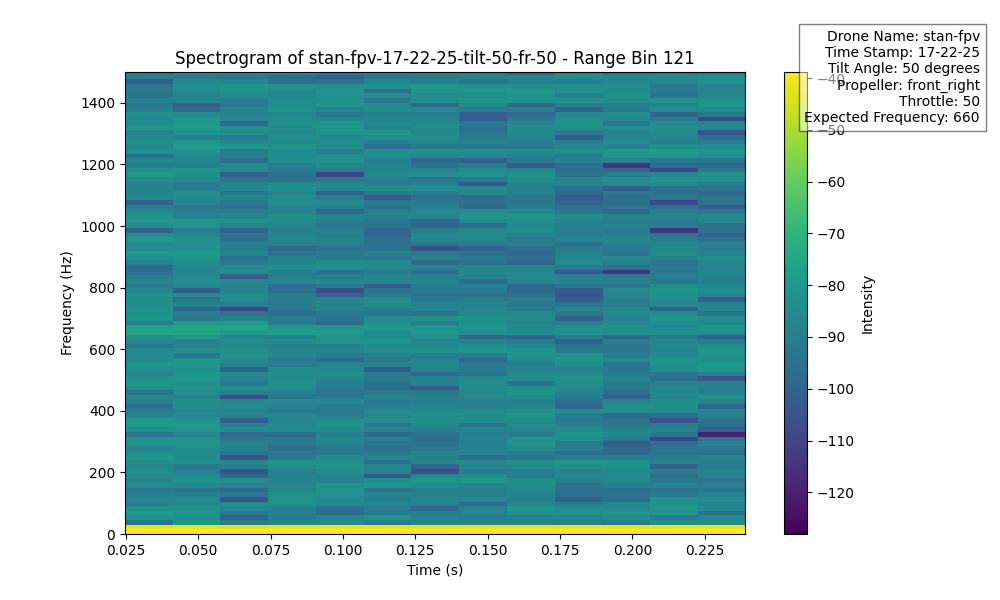 Spectrogram of stan-fpv-17-22-25-tilt-50-fr-50 - Range Bin 121
Drone Name: stan-fpv
Time Stamp: 17-22-25
Tilt Angle: 50 degrees
Propeller: front_right
Throttle: 50
Expected Frequency: 660
Frequency (Hz)
1400
1200
1000
800
600
400
200
0
0.025
0.050
0.075
0.100
0.125
0.150
0.175
0.200
0.225
Time (s)
−40
−50
−60
−70
−80
−90
−100
−110
−120
Intensity